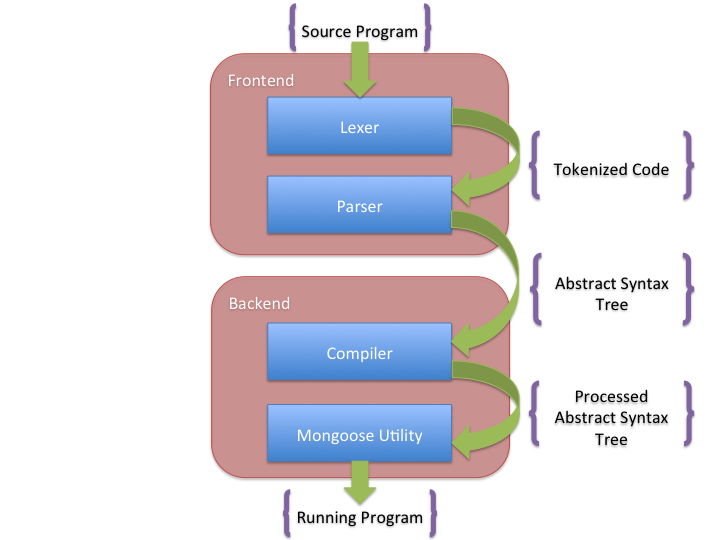 Source Program
Frontend
Lexer
Tokenized Code
Parser
Abstract Syntax
Tree
Backend
Compiler
Processed
Abstract Syntax
Tree
Mongoose Utility
Running Program